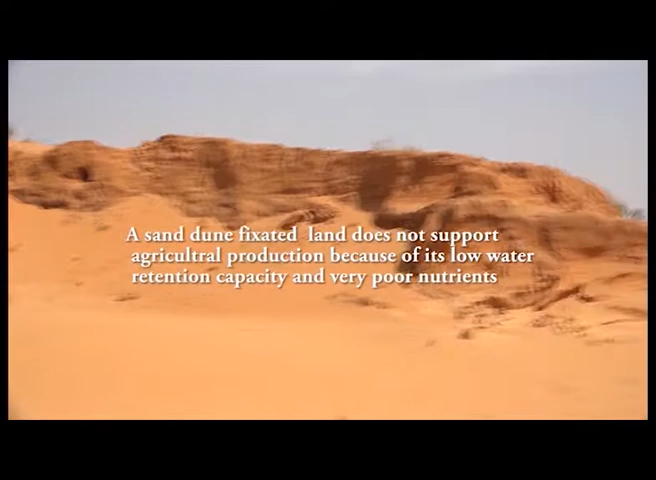 A sand dune fixated  land does not support
agricultral production because of its low water
retention capacity and very poor nutrients